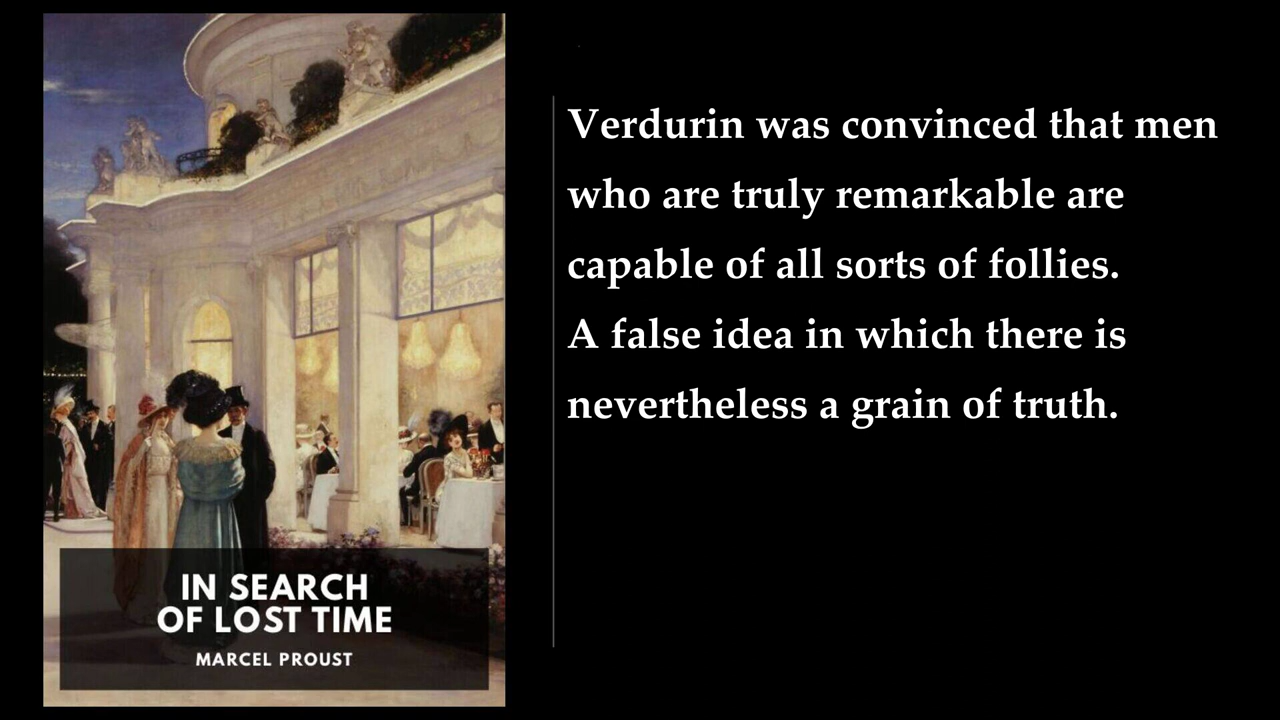 IN SEARCH
OF LOST TIME
MARCEL PROUST
Verdurin was convinced that men
who are truly remarkable are
capable of all sorts of follies.
A false idea in which there is
nevertheless a grain of truth.